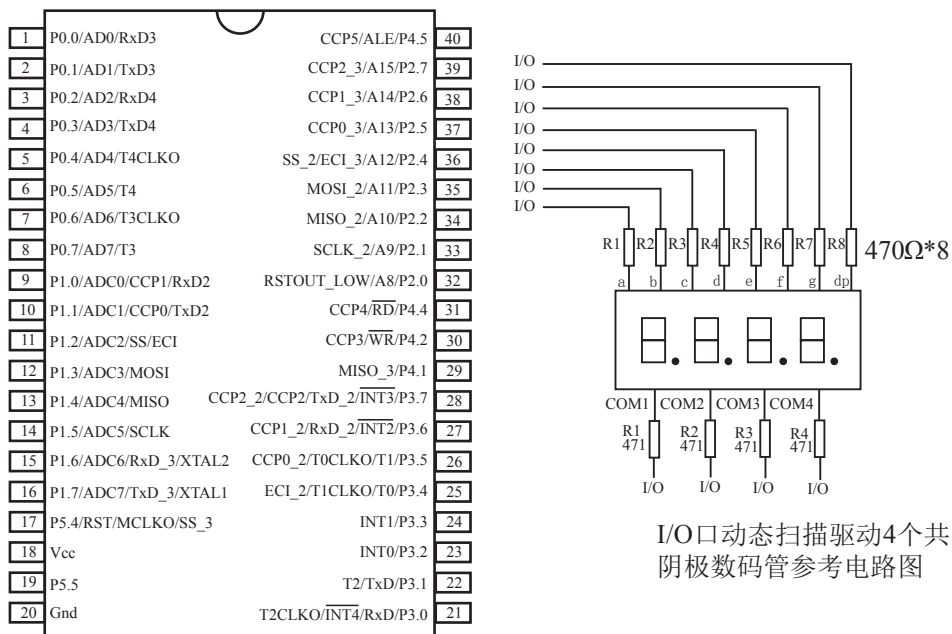 1 P0.0/AD0/RxD3
2 P0.1/AD1/TxD3
3 P0.2/AD2/RxD4
4 P0.3/AD3/TxD4
5 P0.4/AD4/T4CLKO
6 P0.5/AD5/T4
7 P0.6/AD6/T3CLKO
8 P0.7/AD7/T3
9 P1.0/ADC0/CCP1/RxD2
10 P1.1/ADC1/CCP0/TxD2
11 P1.2/ADC2/SS/ECI
12 P1.3/ADC3/MOSI
13 P1.4/ADC4/MISO
14 P1.5/ADC5/SCLK
15 P1.6/ADC6/RxD_3/XTAL2
16 P1.7/ADC7/TxD_3/XTAL1
17 P5.4/RST/MCLKO/SS_3
18 Vcc
19 P5.5
20 Gnd
CCP5/ALE/P4.5 40
CCP2_3/A15/P2.7 39
CCP1_3/A14/P2.6 38
CCP0_3/A13/P2.5 37
SS_2/ECI_3/A12/P2.4 36
MOSI_2/A11/P2.3 35
MISO_2/A10/P2.2 34
SCLK_2/A9/P2.1 33
RSTOUT_LOW/A8/P2.0 32
CCP4/RD/P4.4 31
CCP3/WR/P4.2 30
MISO_3/P4.1 29
CCP2_2/CCP2/TxD_2/INT3/P3.7 28
CCP1_2/RxD_2/INT2/P3.6 27
CCP0_2/T0CLKO/T1/P3.5 26
ECI_2/T1CLKO/T0/P3.4 25
INT1/P3.3 24
INT0/P3.2 23
T2/TxD/P3.1 22
T2CLKO/INT4/RxD/P3.0 21
I/O
I/O
I/O
I/O
I/O
I/O
I/O
I/O
R1 R2 R3 R4 R5 R6 R7 R8 470Ω*8
a b c d e f g dp
8. 8. 8. 8.
COM1 COM2 COM3 COM4
R1 R2 R3 R4
471 471 471 471
I/O I/O I/O I/O
I/O口动态扫描驱动4个共
阴极数码管参考电路图